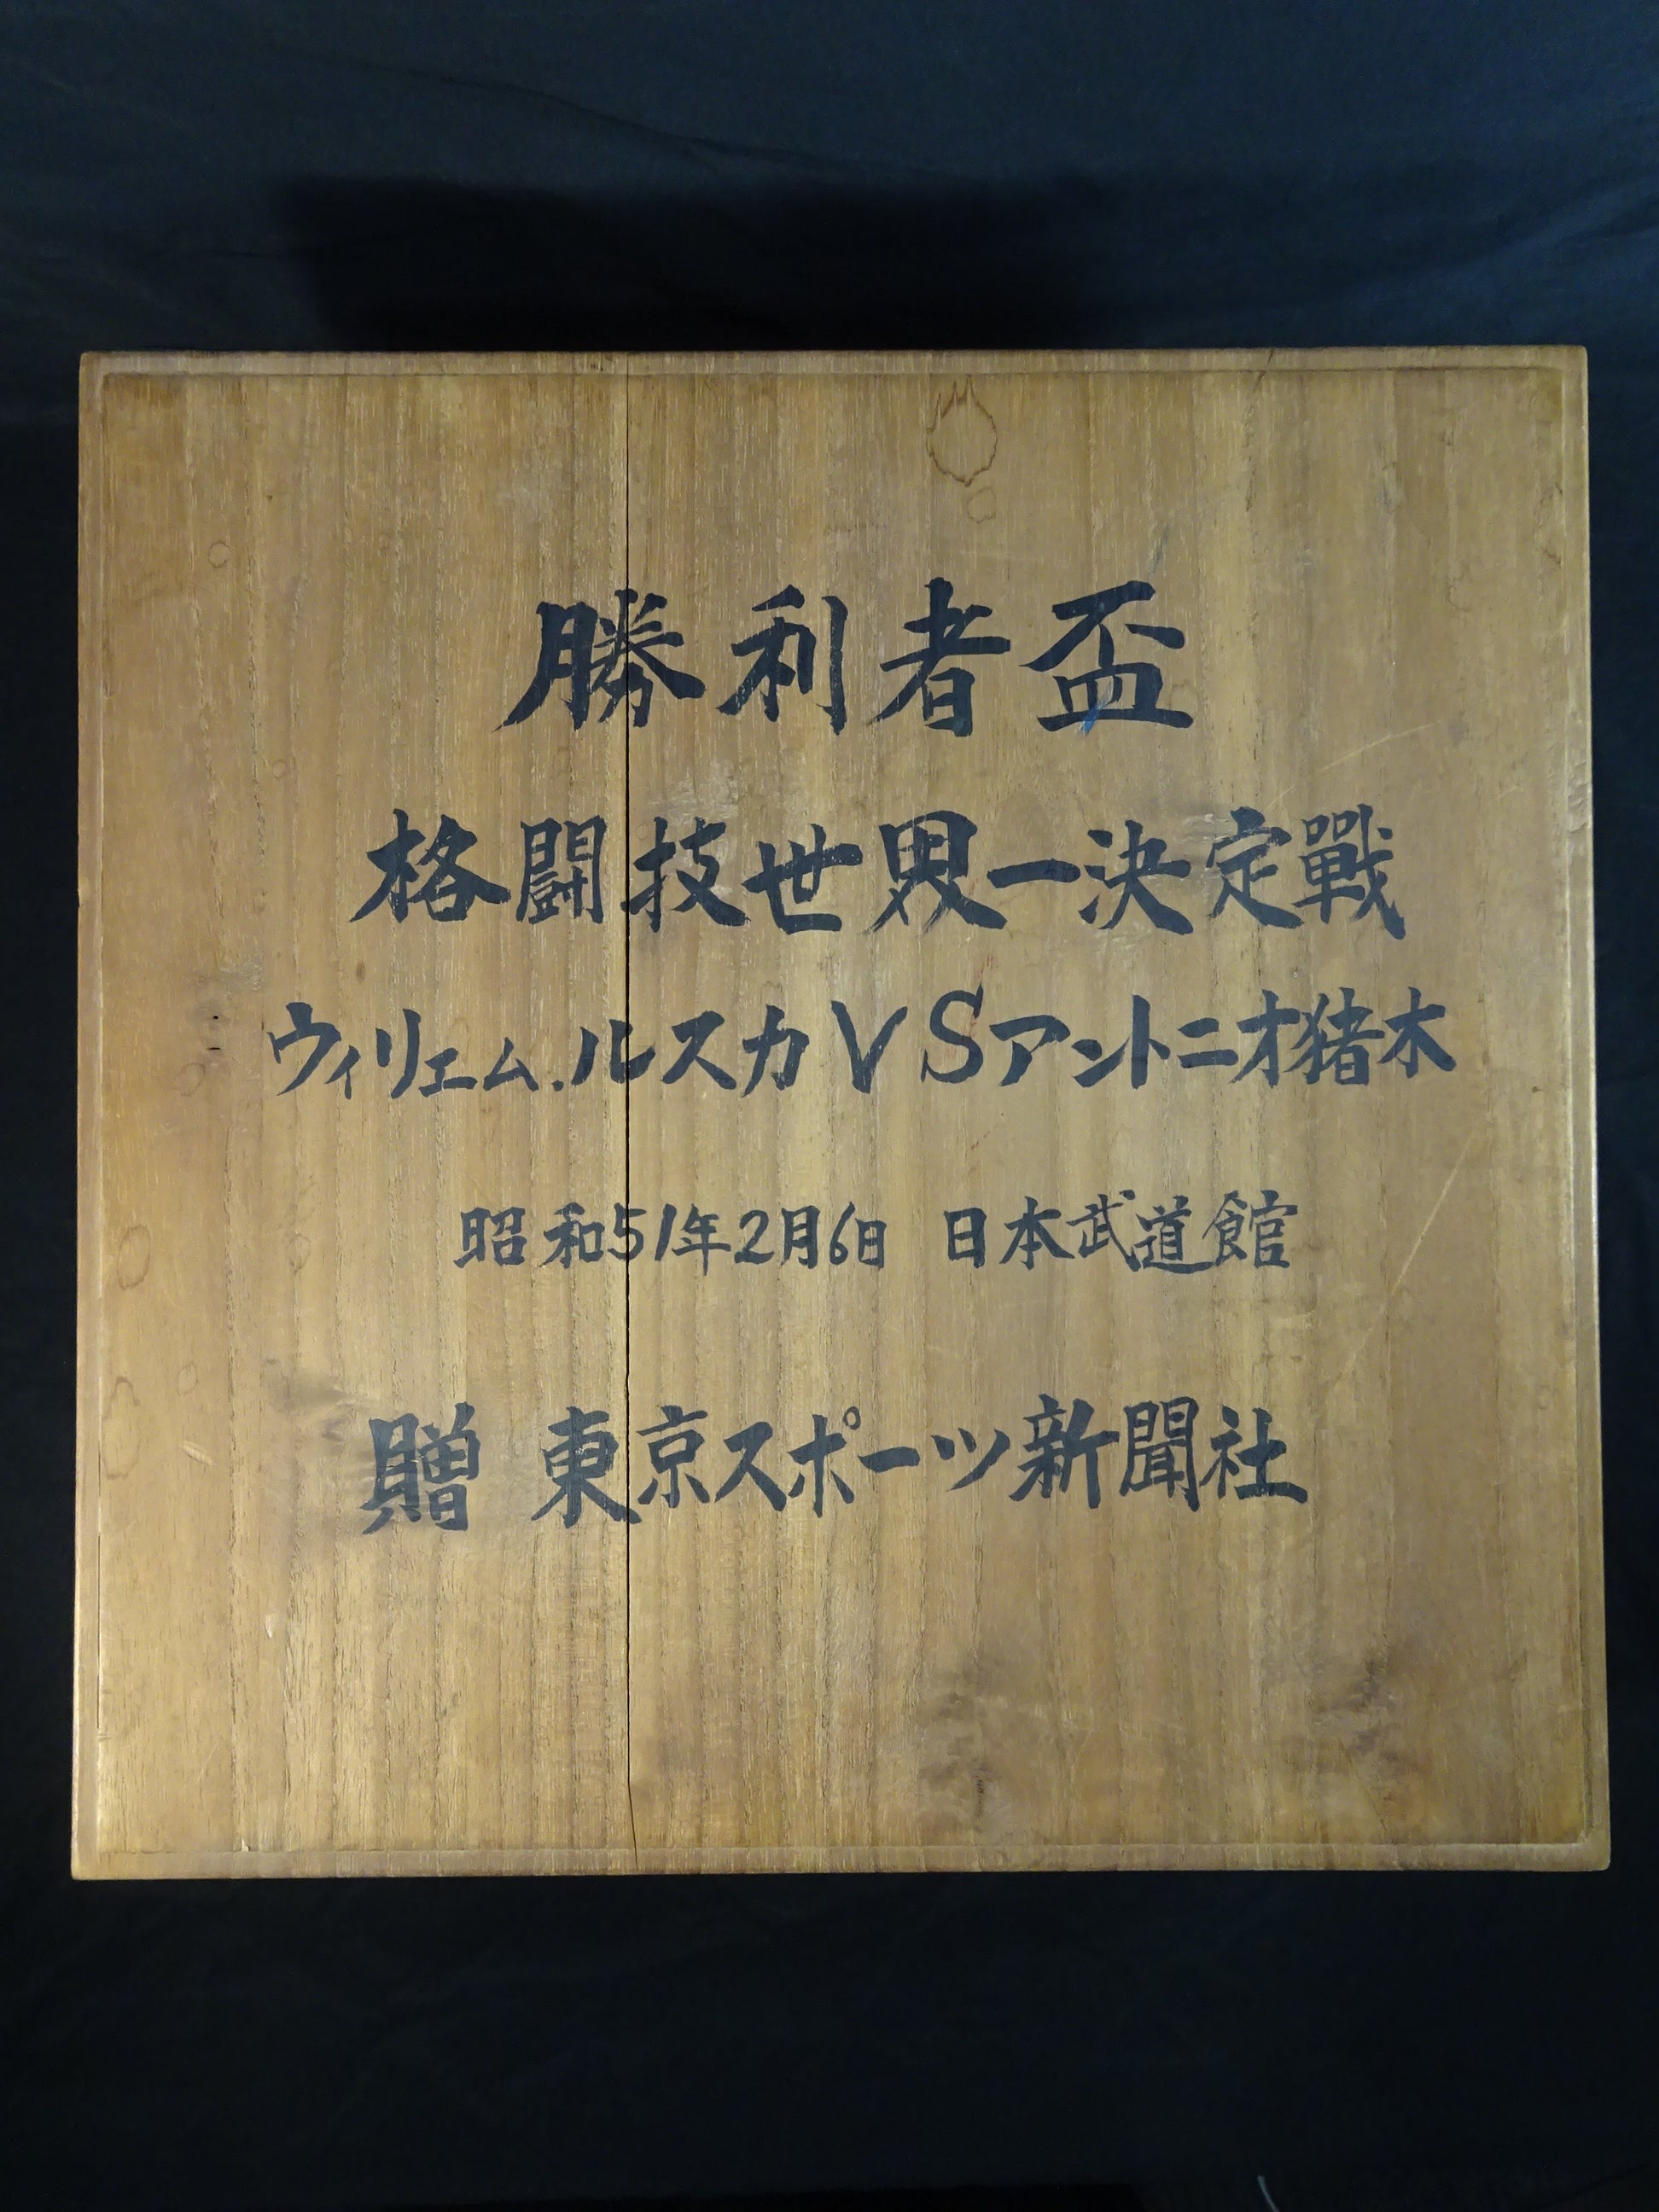 勝利者盃
格闘技世界一決定戰
ウィリエム.ルスカVSアントニオ猪木
昭和51年2月6日 日本武道館
贈 東京スポーツ新聞社